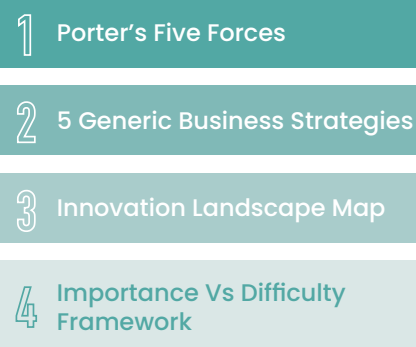 1 Porter’s Five Forces
2 5 Generic Business Strategies
3 Innovation Landscape Map
4 Importance Vs Difficulty
Framework